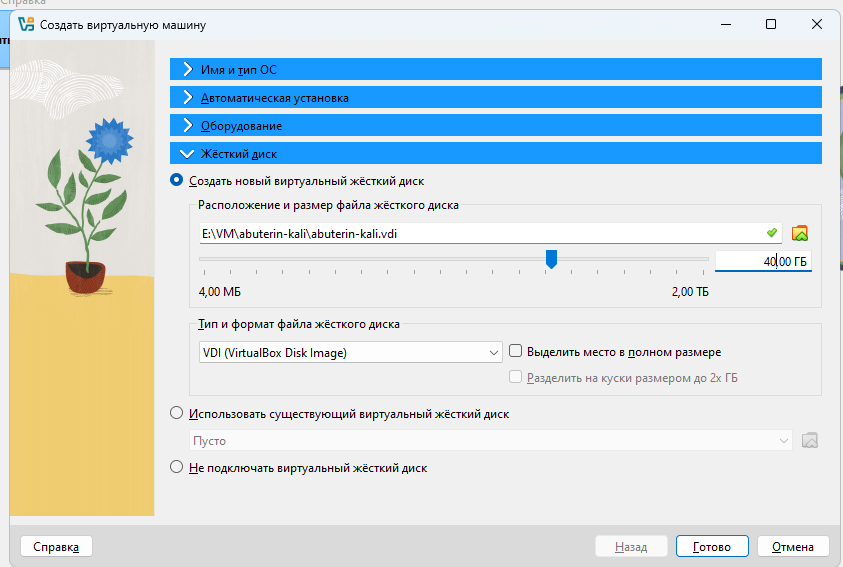 Справка
Создать виртуальную машину
Имя и тип ОС
Автоматическая установка
Оборудование
Жёсткий диск
Создать новый виртуальный жёсткий диск
Расположение и размер файла жёсткого диска
E:\VM\abuterin-kali\abuterin-kali.vdi
40,00 ГБ
4,00 МБ 2,00 ТБ
Тип и формат файла жёсткого диска
VDI (VirtualBox Disk Image) Выделить место в полном размере
Разделить на куски размером до 2х ГБ
Использовать существующий виртуальный жёсткий диск
Пусто
Не подключать виртуальный жёсткий диск
Справка Назад Готово Отмена